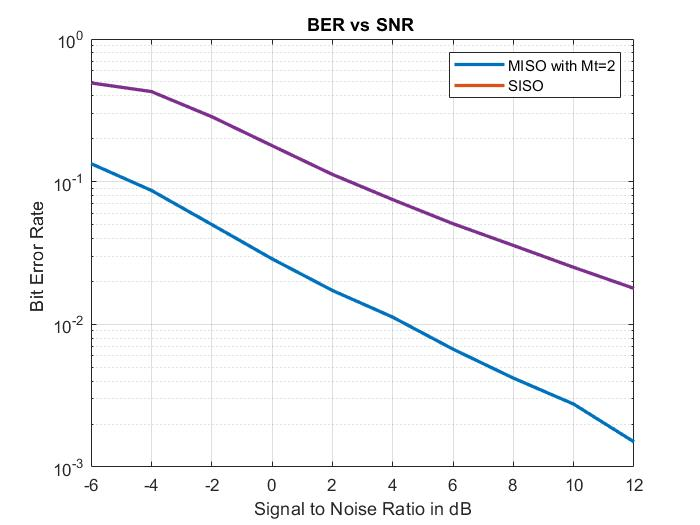 BER vs SNR
MISO with Mt=2
SISO
10^0
10^-1
10^-2
10^-3
Bit Error Rate
-6 -4 -2 0 2 4 6 8 10 12
Signal to Noise Ratio in dB